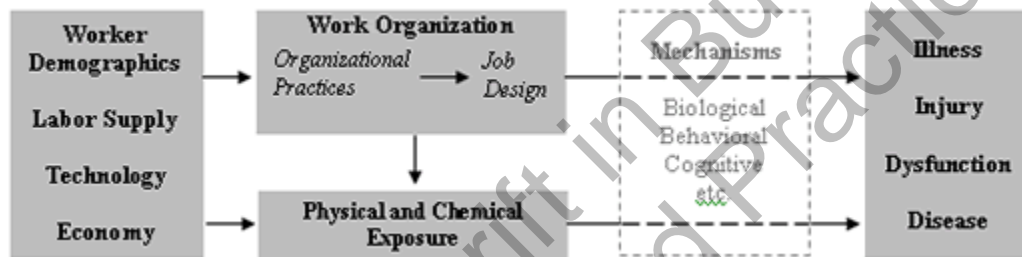 Worker
Demographics
Labor Supply
Technology
Economy
Work Organization
Organizational
Practices
Job
Design
Physical and Chemical
Exposure
Mechanisms
Biological
Behavioral
Cognitive
etc
Illness
Injury
Dysfunction
Disease